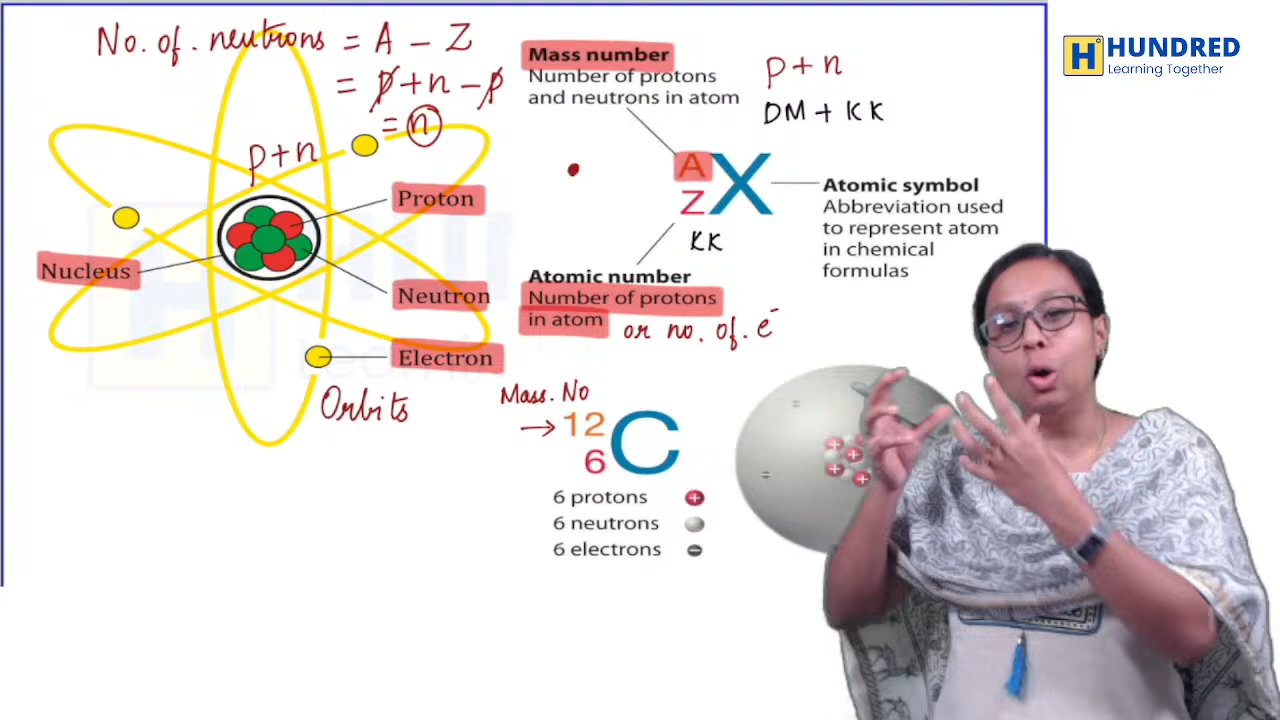 No. of. neutrons = A − Z
= p + n − p
= n
p+n
Proton
Nucleus
Neutron
Electron
Orbits
Mass number
Number of protons
and neutrons in atom
p + n
DM + KK
A
Z
X
KK
Atomic symbol
Abbreviation used
to represent atom
in chemical
formulas
Atomic number
Number of protons
in atom or no. of. e⁻
Mass. No
→ 12
6
C
6 protons +
6 neutrons
6 electrons −
H° HUNDRED
Learning Together